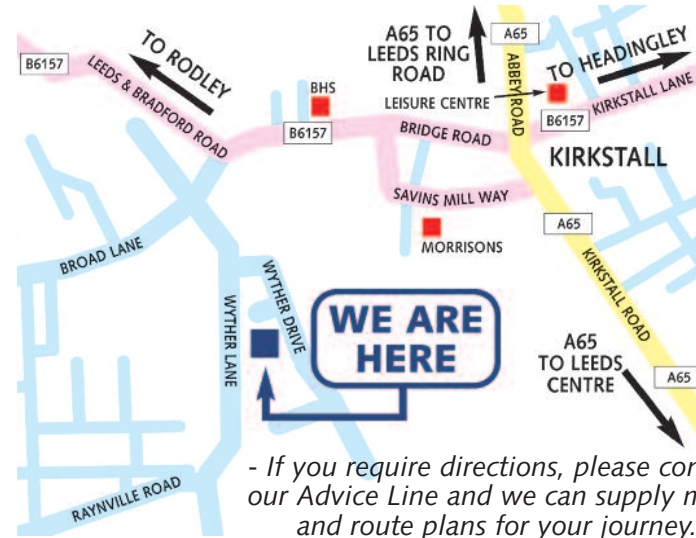 B6157
TO RODLEY
LEEDS & BRADFORD ROAD
BHS
B6157
A65 TO
LEEDS RING
ROAD
LEISURE CENTRE
A65
A65
ABBEY ROAD
TO HEADINGLEY
B6157
KIRKSTALL LANE
BRIDGE ROAD
KIRKSTALL
SAVINS MILL WAY
MORRISONS
A65
KIRKSTALL ROAD
BROAD LANE
WYTHER LANE
WYTHER DRIVE
WE ARE
HERE
A65
TO LEEDS
CENTRE
A65
RAYNVILLE ROAD
- If you require directions, please con
our Advice Line and we can supply m
and route plans for your journey.